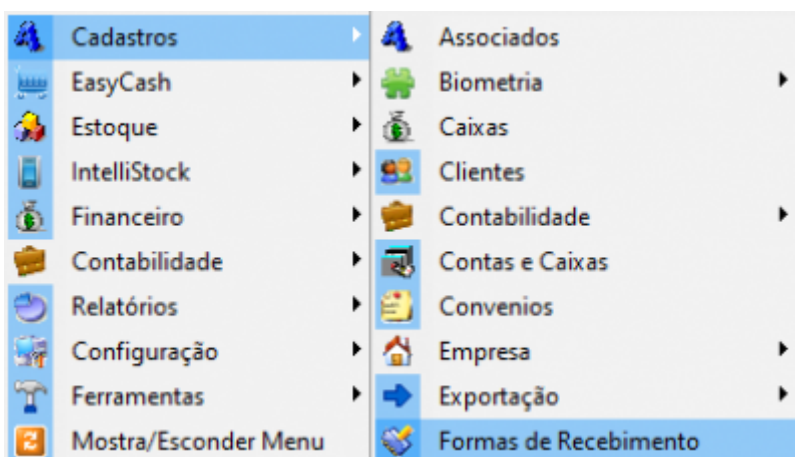 Cadastros
EasyCash
Estoque
IntelliStock
Financeiro
Contabilidade
Relatórios
Configuração
Ferramentas
Mostra/Esconder Menu
Associados
Biometria
Caixas
Clientes
Contabilidade
Contas e Caixas
Convenios
Empresa
Exportação
Formas de Recebimento